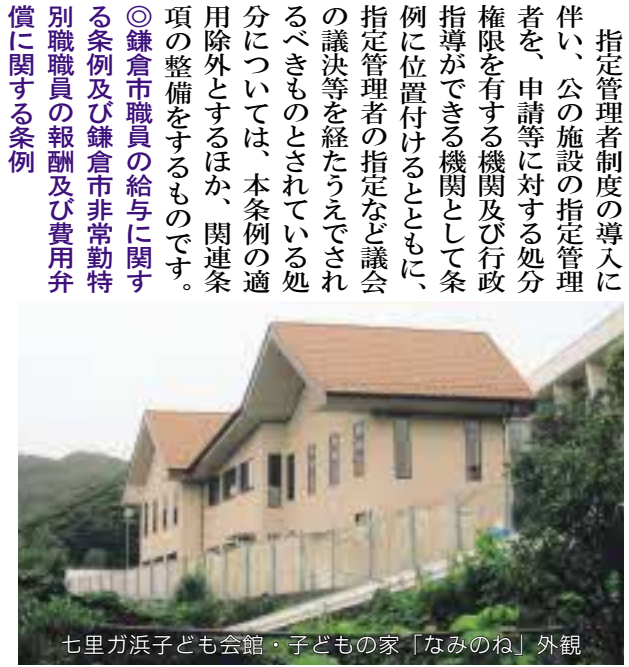 指定管理者制度の導入に
伴い、公の施設の指定管理
者を、申請等に対する処分
権限を有する機関及び行政
指導ができる機関として条
例に位置付けるとともに、
指定管理者の指定など議会
の議決等を経たうえでされ
るべきものとされている処
分については、本条例の適
用除外とするほか、関連条
項の整備をするものです。
◎鎌倉市職員の給与に関す
る条例及び鎌倉市非常勤特
別職職員の報酬及び費用弁
償に関する条例
七里ガ浜子ども会館・子どもの家「なみのね」外観